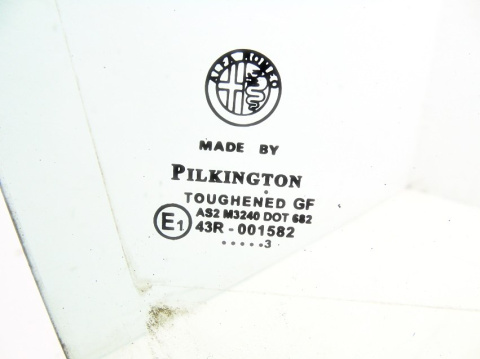 ALFA ROMEO
MADE BY
PILKINGTON
TOUGHENED GF
AS2 M3240 DOT 682
E1
43R - 001582
.....3